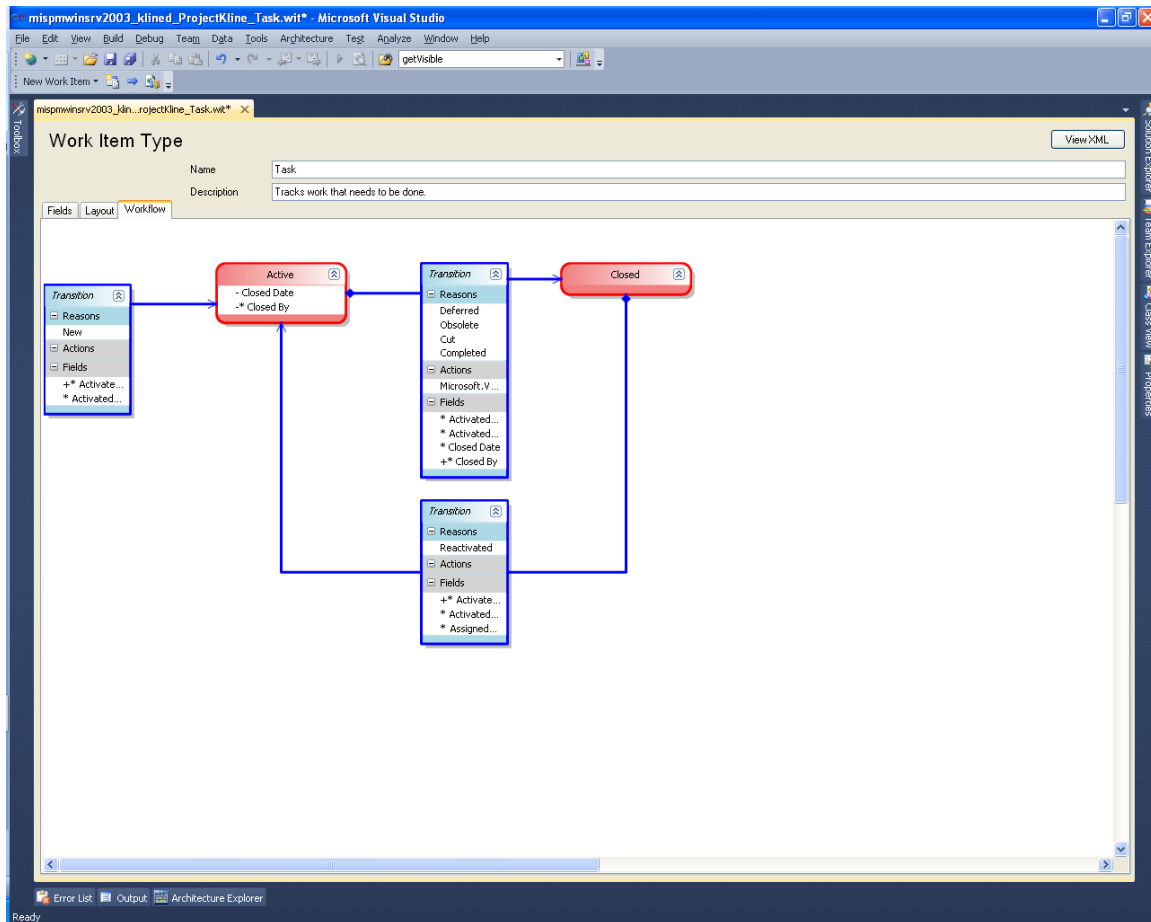 mispmwinsrv2003_klined_ProjectKline_Task.wit* - Microsoft Visual Studio
File Edit View Build Debug Team Data Tools Architecture Test Analyze Window Help
getVisible
New Work Item
mispmwinsrv2003_klin...rojectKline_Task.wit*
Toolbox
Work Item Type
View XML
Name
Task
Description
Tracks work that needs to be done.
Fields Layout Workflow
Transition
Reasons
New
Actions
Fields
+* Activate...
* Activated...
Active
- Closed Date
-* Closed By
Transition
Reasons
Deferred
Obsolete
Cut
Completed
Actions
Microsoft.V...
Fields
* Activated...
* Activated...
* Closed Date
+* Closed By
Closed
Transition
Reasons
Reactivated
Actions
Fields
+* Activate...
* Activated...
* Assigned...
Solution Explorer
Team Explorer
Class View
Properties
Error List Output Architecture Explorer
Ready